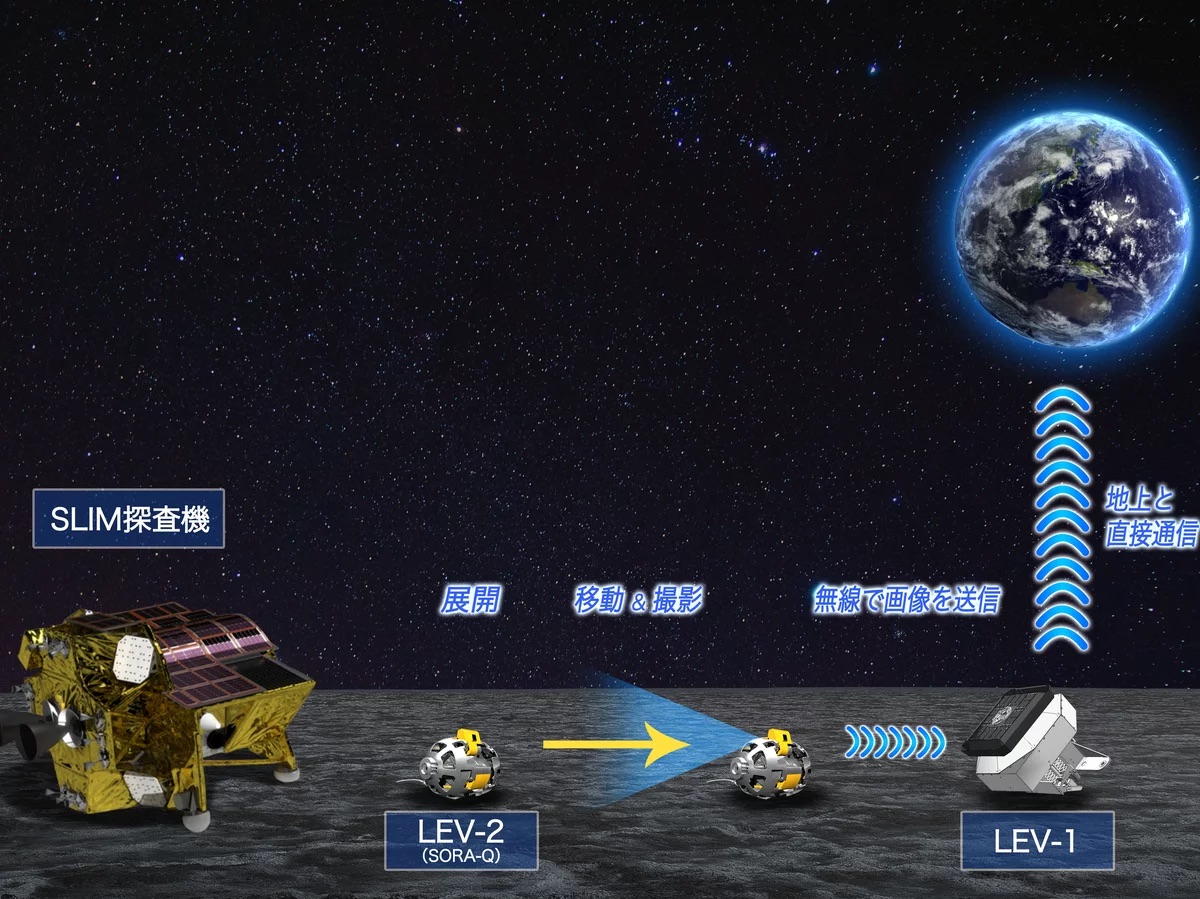 SLIM探査機
展開
移動 & 撮影
無線で画像を送信
地上と
直接通信
LEV-2
(SORA-Q)
LEV-1